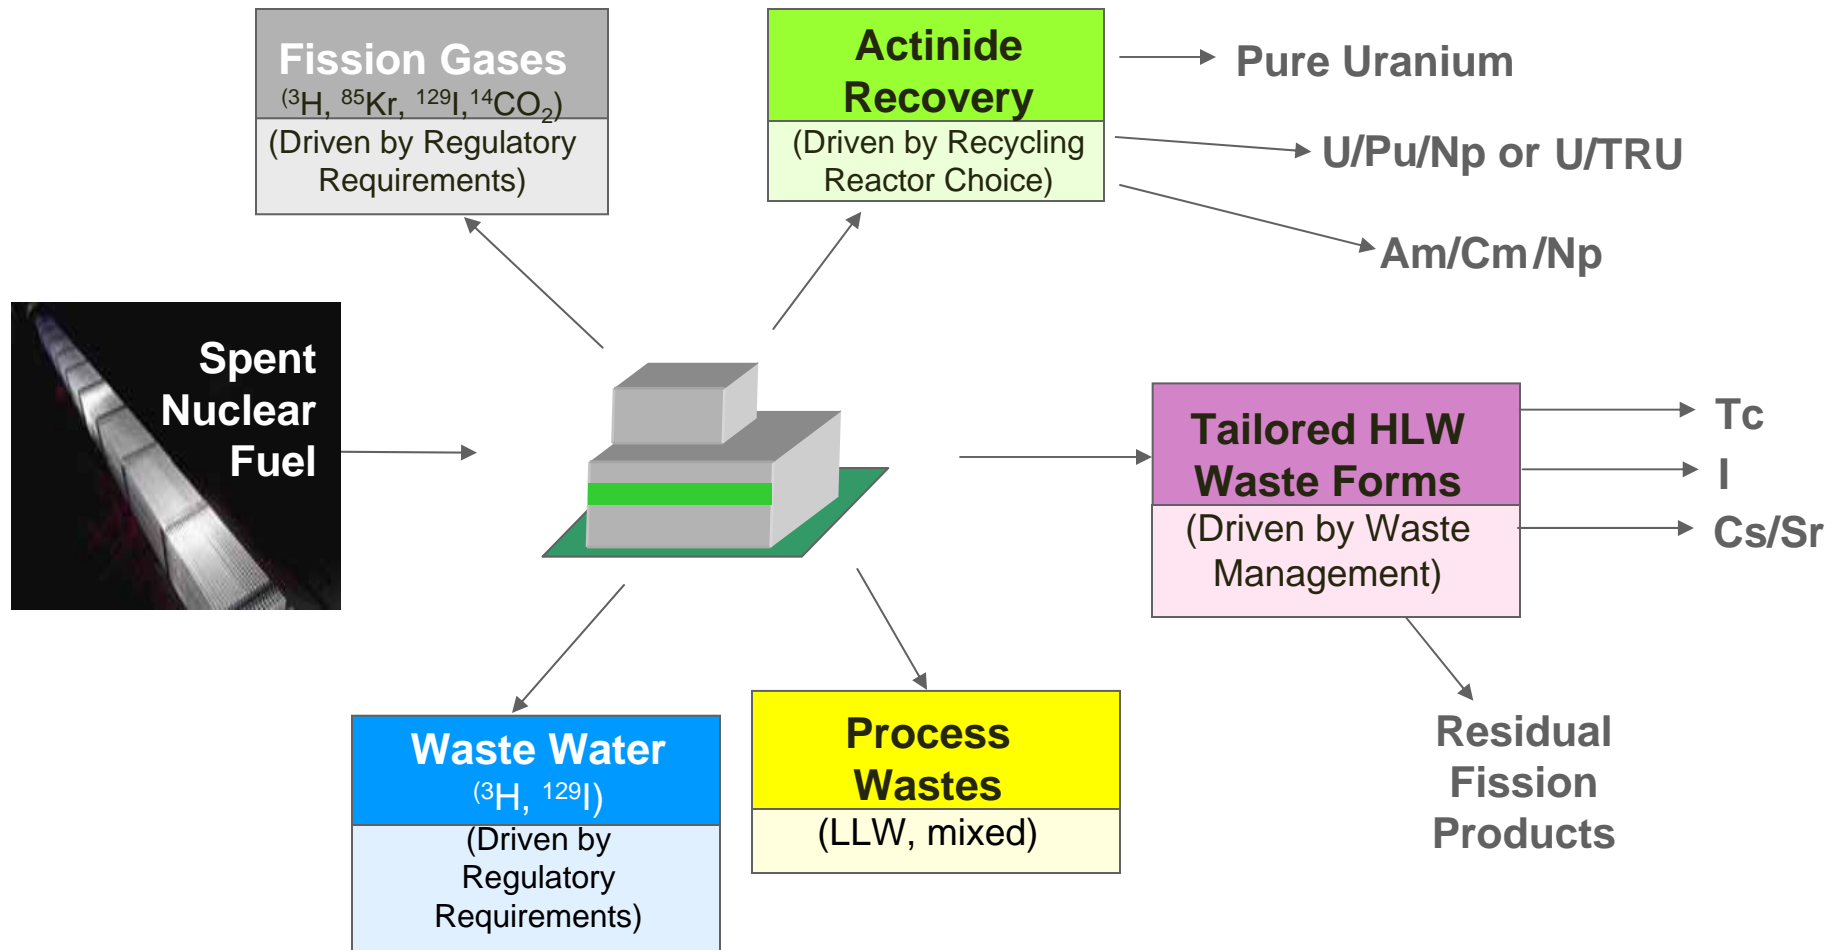 Fission Gases
(³H, ⁸⁵Kr, ¹²⁹I,¹⁴CO₂)
(Driven by Regulatory
Requirements)
Actinide
Recovery
(Driven by Recycling
Reactor Choice)
Pure Uranium
U/Pu/Np or U/TRU
Am/Cm/Np
Spent
Nuclear
Fuel
Tailored HLW
Waste Forms
(Driven by Waste
Management)
Tc
I
Cs/Sr
Residual
Fission
Products
Waste Water
(³H, ¹²⁹I)
(Driven by
Regulatory
Requirements)
Process
Wastes
(LLW, mixed)